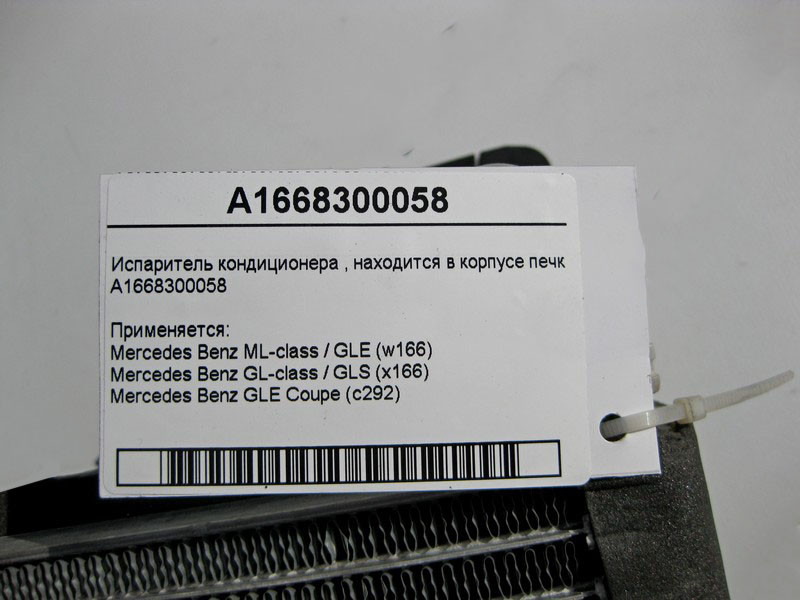 A1668300058
Испаритель кондиционера , находится в корпусе печк
A1668300058
Применяется:
Mercedes Benz ML-class / GLE (w166)
Mercedes Benz GL-class / GLS (x166)
Mercedes Benz GLE Coupe (c292)